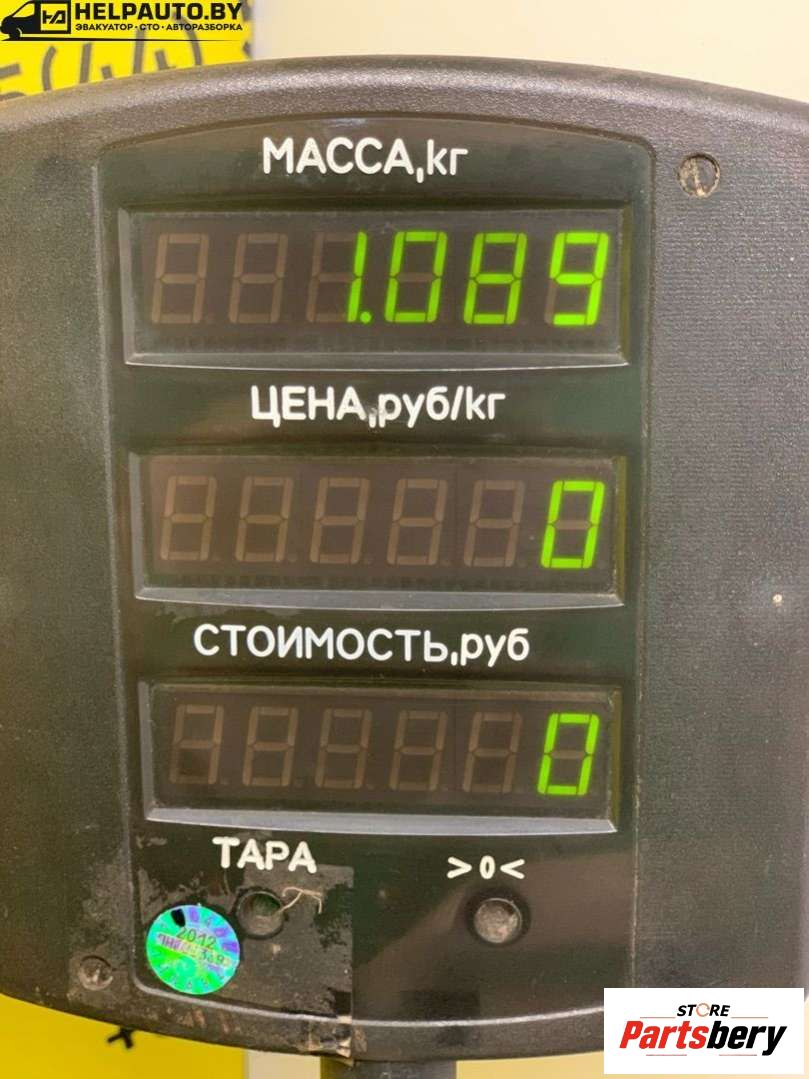 HELPAUTO.BY
ЭВАКУАТОР·СТО·АВТОРАЗБОРКА
МАССА,кг
1.089
ЦЕНА,руб/кг
0
СТОИМОСТЬ,руб
0
ТАРА >0<
2012
STORE
Partsbery